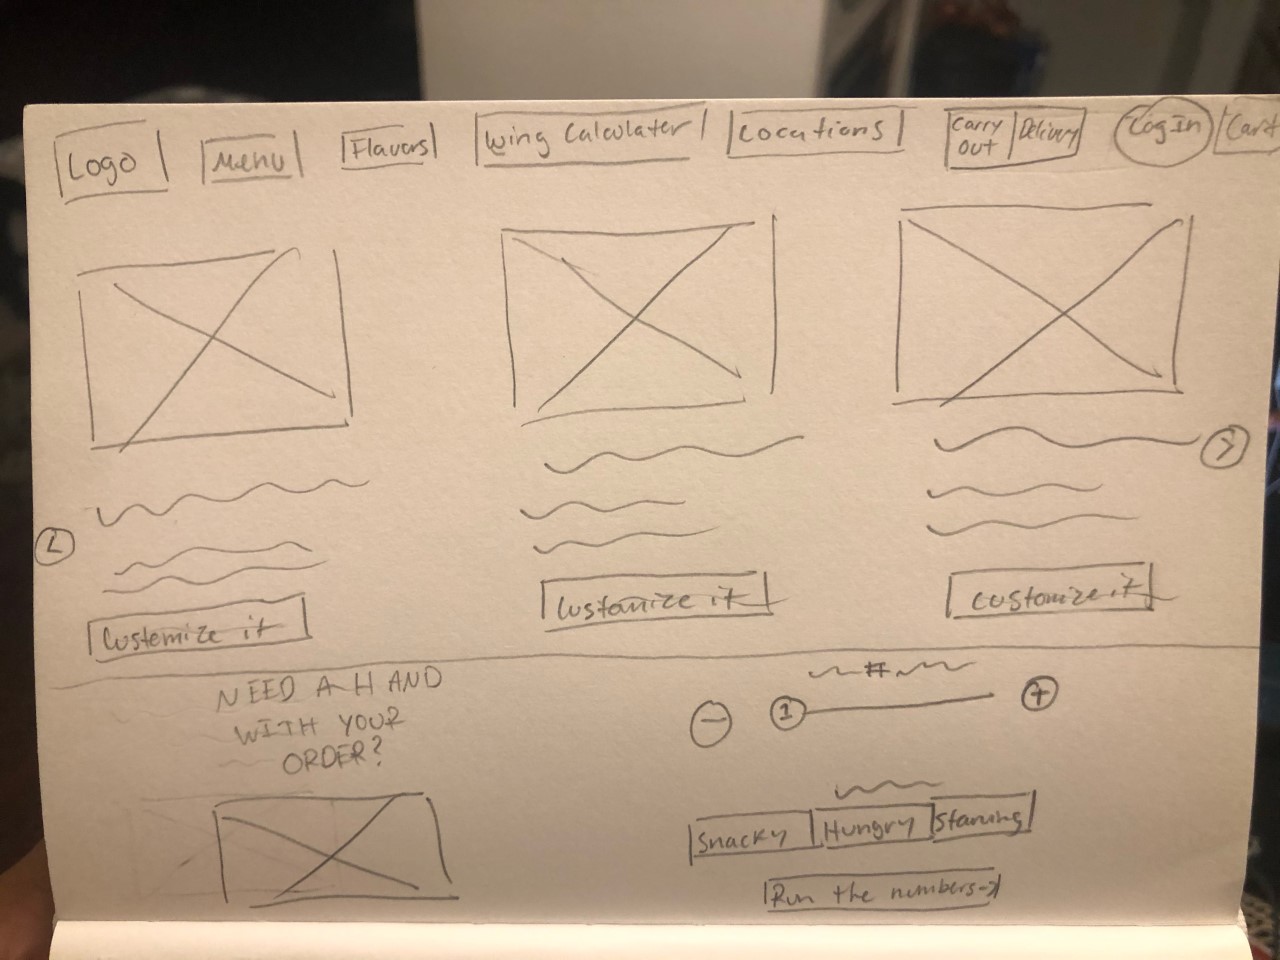 Logo
Menu
Flavors
Wing Calculater
Locations
Carry
out
Delivery
Log In
Cart
<
>
Custemize it
Customize it
customize it
NEED A HAND
WITH YOUR
ORDER?
#
−
1
+
Snacky
Hungry
Starving
Run the numbers→